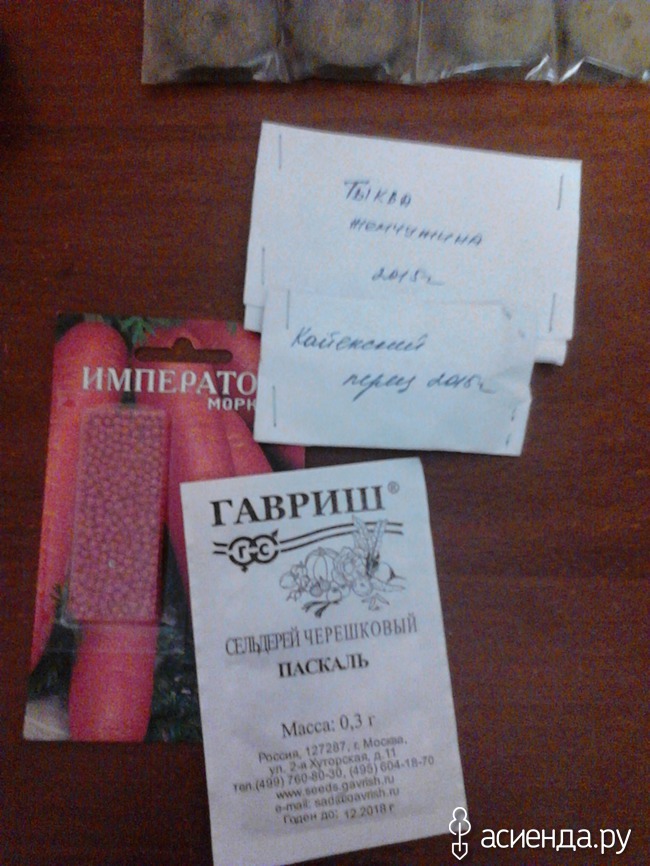 Тыква
жемчужина
2015г
Кайенский
перец 2015г
ИМПЕРАТО
МОРК
ГАВРИШ®
Г-С
СЕЛЬДЕРЕЙ ЧЕРЕШКОВЫЙ
ПАСКАЛЬ
Масса: 0,3 г
Россия, 127287, г. Москва,
ул. 2-я Хуторская, д.11
тел.(499) 760-80-30, (495) 604-18-70
www.seeds.gavrish.ru
e-mail: sada@gavrish.ru
Годен до: 12.2018 г.
асиенда.ру